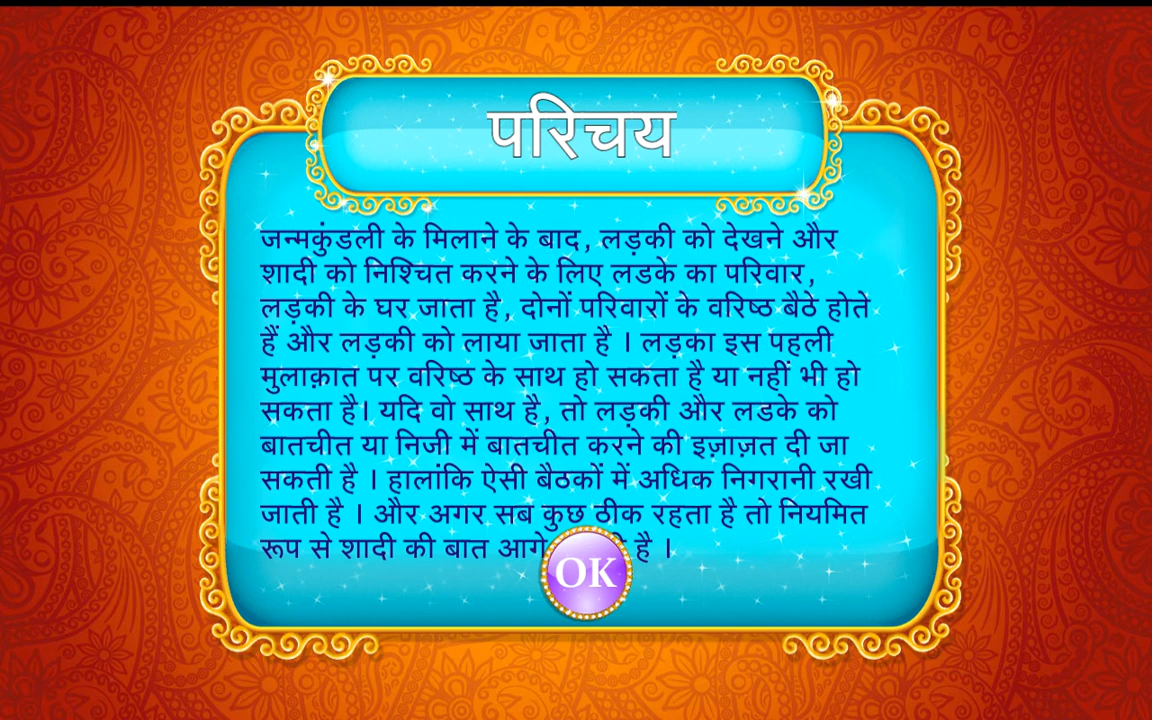 परिचय
जन्मकुंडली के मिलाने के बाद, लड़की को देखने और
शादी को निश्चित करने के लिए लडके का परिवार,
लड़की के घर जाता है, दोनों परिवारों के वरिष्ठ बैठे होते
हैं और लड़की को लाया जाता है । लड़का इस पहली
मुलाक़ात पर वरिष्ठ के साथ हो सकता है या नहीं भी हो
सकता है। यदि वो साथ है, तो लड़की और लडके को
बातचीत या निजी में बातचीत करने की इज़ाज़त दी जा
सकती है । हालांकि ऐसी बैठकों में अधिक निगरानी रखी
जाती है । और अगर सब कुछ ठीक रहता है तो नियमित
रूप से शादी की बात आगे है ।
OK